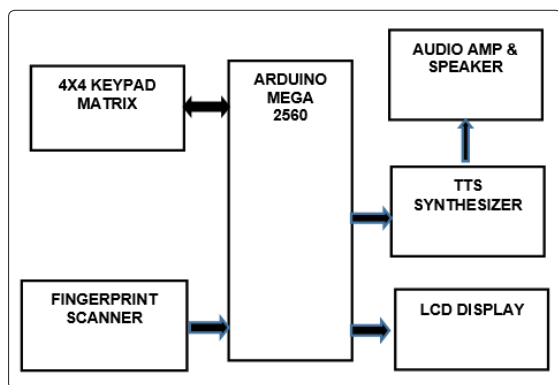 AUDIO AMP &
SPEAKER
4X4 KEYPAD
MATRIX
ARDUINO
MEGA
2560
TTS
SYNTHESIZER
FINGERPRINT
SCANNER
LCD DISPLAY